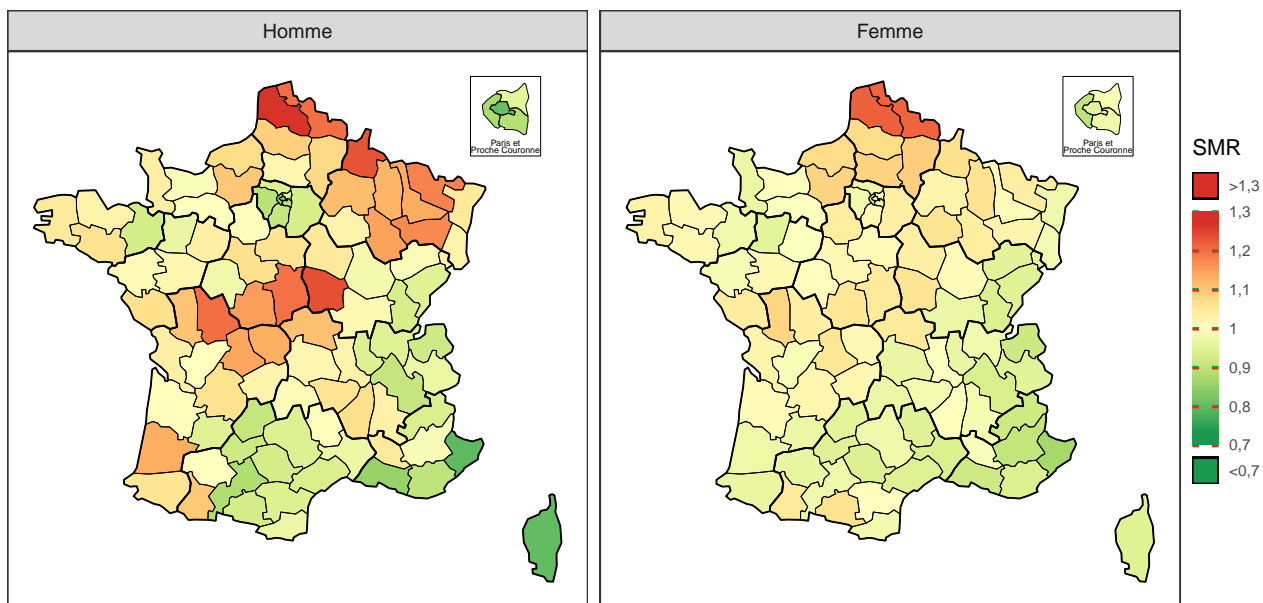 Homme
Femme
Paris et
Proche Couronne
Paris et
Proche Couronne
SMR
>1,3
1,3
1,2
1,1
1
0,9
0,8
0,7
<0,7